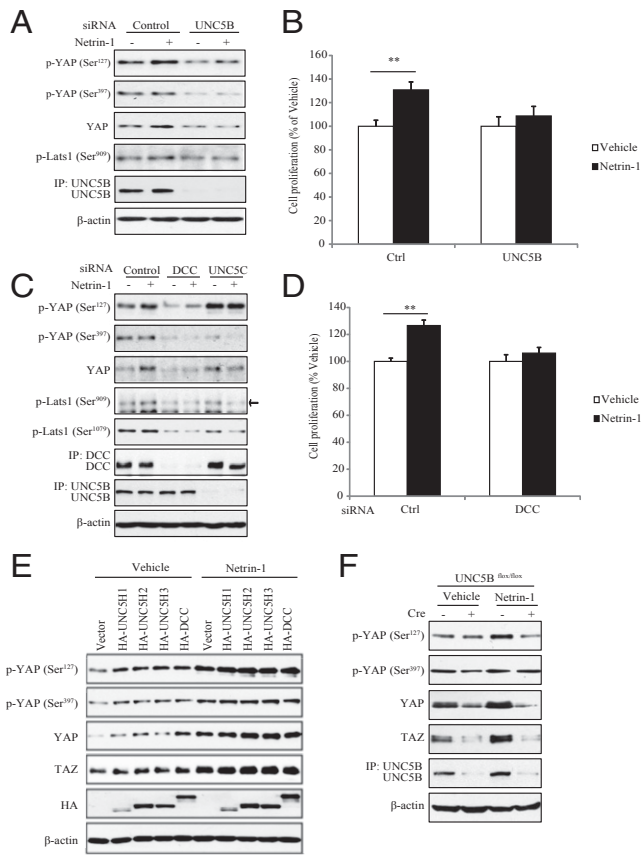 A
siRNA Control UNC5B
Netrin-1 - + - +
p-YAP (Ser127)
p-YAP (Ser397)
YAP
p-Lats1 (Ser909)
IP: UNC5B
UNC5B
β-actin
B
Cell proliferation (% of Vehicle)
160
140
120
100
80
60
40
20
0
**
Ctrl UNC5B
Vehicle
Netrin-1
C
siRNA Control DCC UNC5C
Netrin-1 - + - + - +
p-YAP (Ser127)
p-YAP (Ser397)
YAP
p-Lats1 (Ser909)
p-Lats1 (Ser1079)
IP: DCC
DCC
IP: UNC5B
UNC5B
β-actin
D
Cell proliferation (% Vehicle)
140
120
100
80
60
40
20
0
**
siRNA Ctrl DCC
Vehicle
Netrin-1
E
Vehicle Netrin-1
Vector HA-UNC5H1 HA-UNC5H2 HA-UNC5H3 HA-DCC Vector HA-UNC5H1 HA-UNC5H2 HA-UNC5H3 HA-DCC
p-YAP (Ser127)
p-YAP (Ser397)
YAP
TAZ
HA
β-actin
F
UNC5B flox/flox
Vehicle Netrin-1
Cre - + - +
p-YAP (Ser127)
p-YAP (Ser397)
YAP
TAZ
IP: UNC5B
UNC5B
β-actin